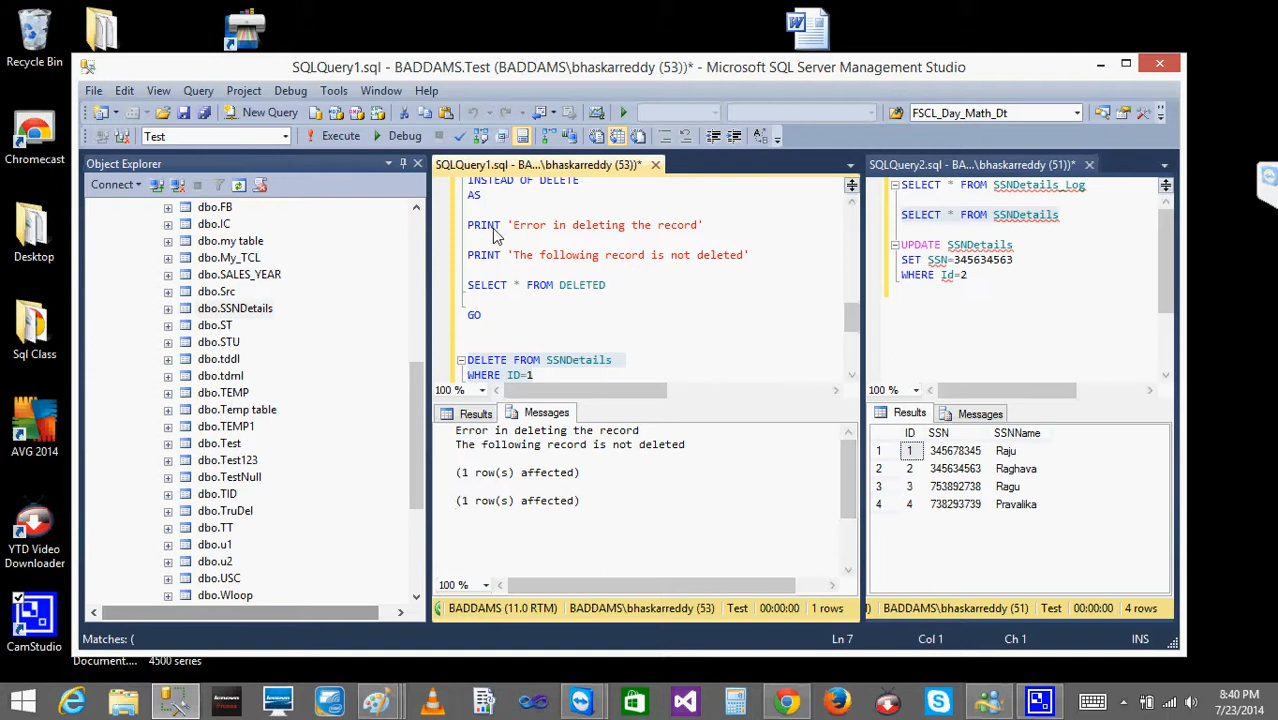 Recycle Bin
Chromecast
Desktop
Sql Class
AVG 2014
YTD Video
Downloader
CamStudio
SQLQuery1.sql - BADDAMS.Test (BADDAMS\bhaskarreddy (53))* - Microsoft SQL Server Management Studio
File Edit View Query Project Debug Tools Window Help
New Query
FSCL_Day_Math_Dt
Test
Execute
Debug
Object Explorer
Connect
dbo.FB
dbo.IC
dbo.my table
dbo.My_TCL
dbo.SALES_YEAR
dbo.Src
dbo.SSNDetails
dbo.ST
dbo.STU
dbo.tddl
dbo.tdml
dbo.TEMP
dbo.Temp table
dbo.TEMP1
dbo.Test
dbo.Test123
dbo.TestNull
dbo.TID
dbo.TruDel
dbo.TT
dbo.u1
dbo.u2
dbo.USC
dbo.Wloop
SQLQuery1.sql - BA...\bhaskarreddy (53))*
INSTEAD OF DELETE
AS
PRINT 'Error in deleting the record'
PRINT 'The following record is not deleted'
SELECT * FROM DELETED
GO
DELETE FROM SSNDetails
WHERE ID=1
100 %
Results
Messages
Error in deleting the record
The following record is not deleted
(1 row(s) affected)
(1 row(s) affected)
100 %
BADDAMS (11.0 RTM) BADDAMS\bhaskarreddy (53) Test 00:00:00 1 rows
SQLQuery2.sql - BA...\bhaskarreddy (51))*
SELECT * FROM SSNDetails_Log
SELECT * FROM SSNDetails
UPDATE SSNDetails
SET SSN=345634563
WHERE Id=2
100 %
Results
Messages
ID SSN SSNName
1 1 345678345 Raju
2 2 345634563 Raghava
3 3 753892738 Ragu
4 4 738293739 Pravalika
BADDAMS\bhaskarreddy (51) Test 00:00:00 4 rows
Matches: (
Ln 7 Col 1 Ch 1 INS
Document.... 4500 series
8:40 PM
7/23/2014